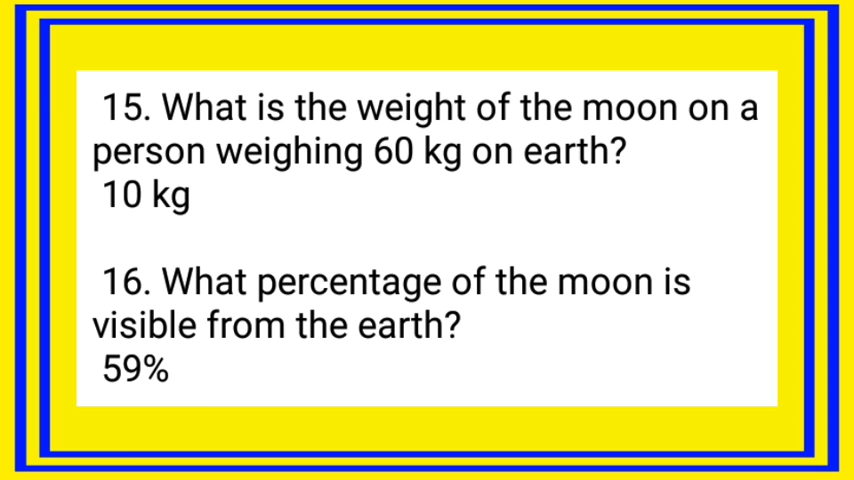 15. What is the weight of the moon on a
person weighing 60 kg on earth?
10 kg
16. What percentage of the moon is
visible from the earth?
59%